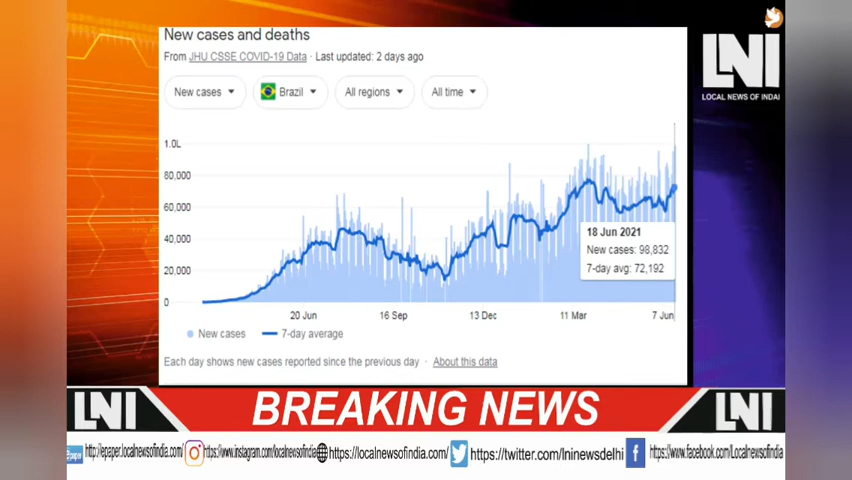 New cases and deaths
From JHU CSSE COVID-19 Data · Last updated: 2 days ago
New cases
Brazil
All regions
All time
1.0L
80,000
60,000
40,000
20,000
0
18 Jun 2021
New cases: 98,832
7-day avg: 72,192
20 Jun
16 Sep
13 Dec
11 Mar
7 Jun
New cases
7-day average
Each day shows new cases reported since the previous day · About this data
LNI
LOCAL NEWS OF INDAI
LNI
BREAKING NEWS
LNI
epaper
http://epaper.localnewsofindia.com/
https://www.instagram.com/localnewsofindia
https://localnewsofindia.com/
https://twitter.com/lninewsdelhi
https://www.facebook.com/Localnewsofindia